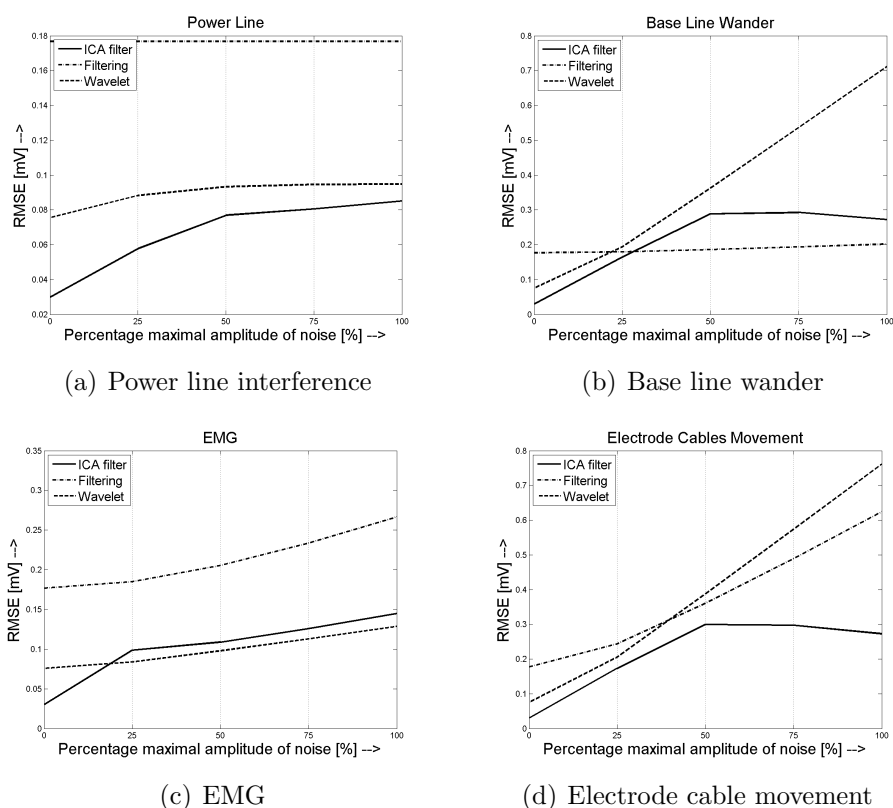 Power Line
0.18
0.16
0.14
0.12
0.1
0.08
0.06
0.04
0.02
RMSE [mV] -->
ICA filter
Filtering
Wavelet
0 25 50 75 100
Percentage maximal amplitude of noise [%] -->
(a) Power line interference
Base Line Wander
0.8
0.7
0.6
0.5
0.4
0.3
0.2
0.1
0
RMSE [mV] -->
ICA filter
Filtering
Wavelet
0 25 50 75 100
Percentage maximal amplitude of noise [%] -->
(b) Base line wander
EMG
0.35
0.3
0.25
0.2
0.15
0.1
0.05
0
RMSE [mV] -->
ICA filter
Filtering
Wavelet
0 25 50 75 100
Percentage maximal amplitude of noise [%] -->
(c) EMG
Electrode Cables Movement
0.8
0.7
0.6
0.5
0.4
0.3
0.2
0.1
0
RMSE [mV] -->
ICA filter
Filtering
Wavelet
0 25 50 75 100
Percentage maximal amplitude of noise [%] -->
(d) Electrode cable movement